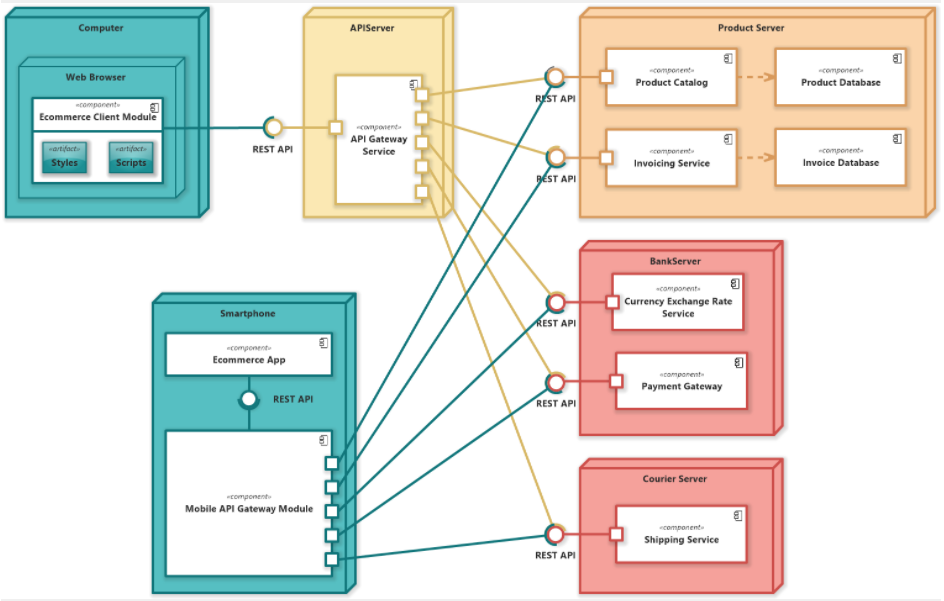 Computer
Web Browser
«component»
Ecommerce Client Module
«artifact»
Styles
«artifact»
Scripts
REST API
APIServer
«component»
API Gateway
Service
Product Server
«component»
Product Catalog
Product Database
REST API
«component»
Invoicing Service
Invoice Database
REST API
BankServer
«component»
Currency Exchange Rate
Service
REST API
«component»
Payment Gateway
REST API
Smartphone
«component»
Ecommerce App
REST API
«component»
Mobile API Gateway Module
Courier Server
«component»
Shipping Service
REST API